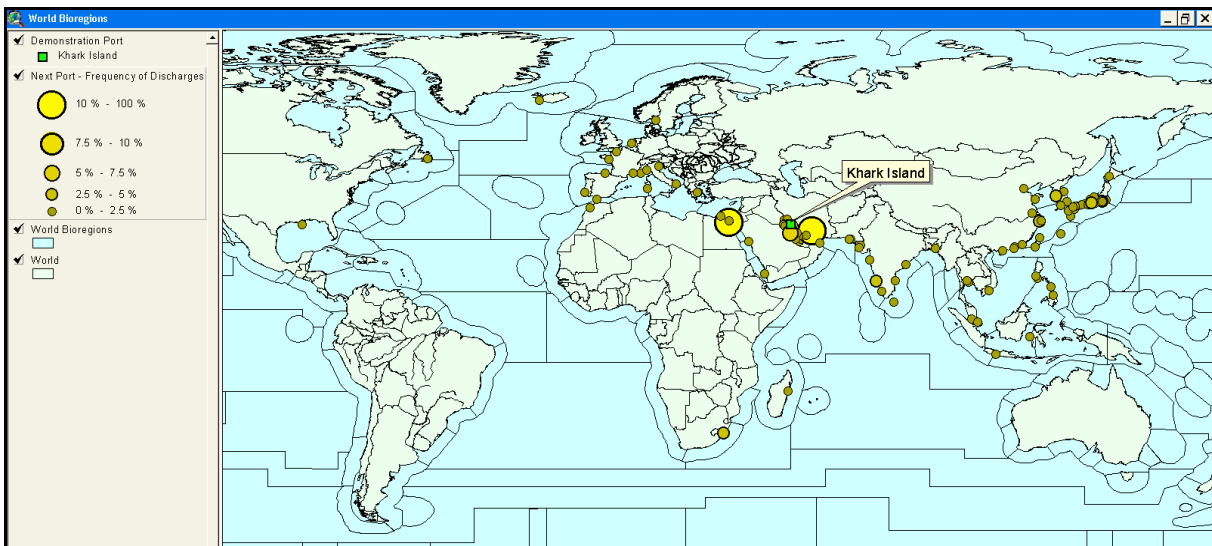 World Bioregions
Demonstration Port
Khark Island
Next Port - Frequency of Discharges
10 % - 100 %
7.5 % - 10 %
5 % - 7.5 %
2.5 % - 5 %
0 % - 2.5 %
World Bioregions
World
Khark Island